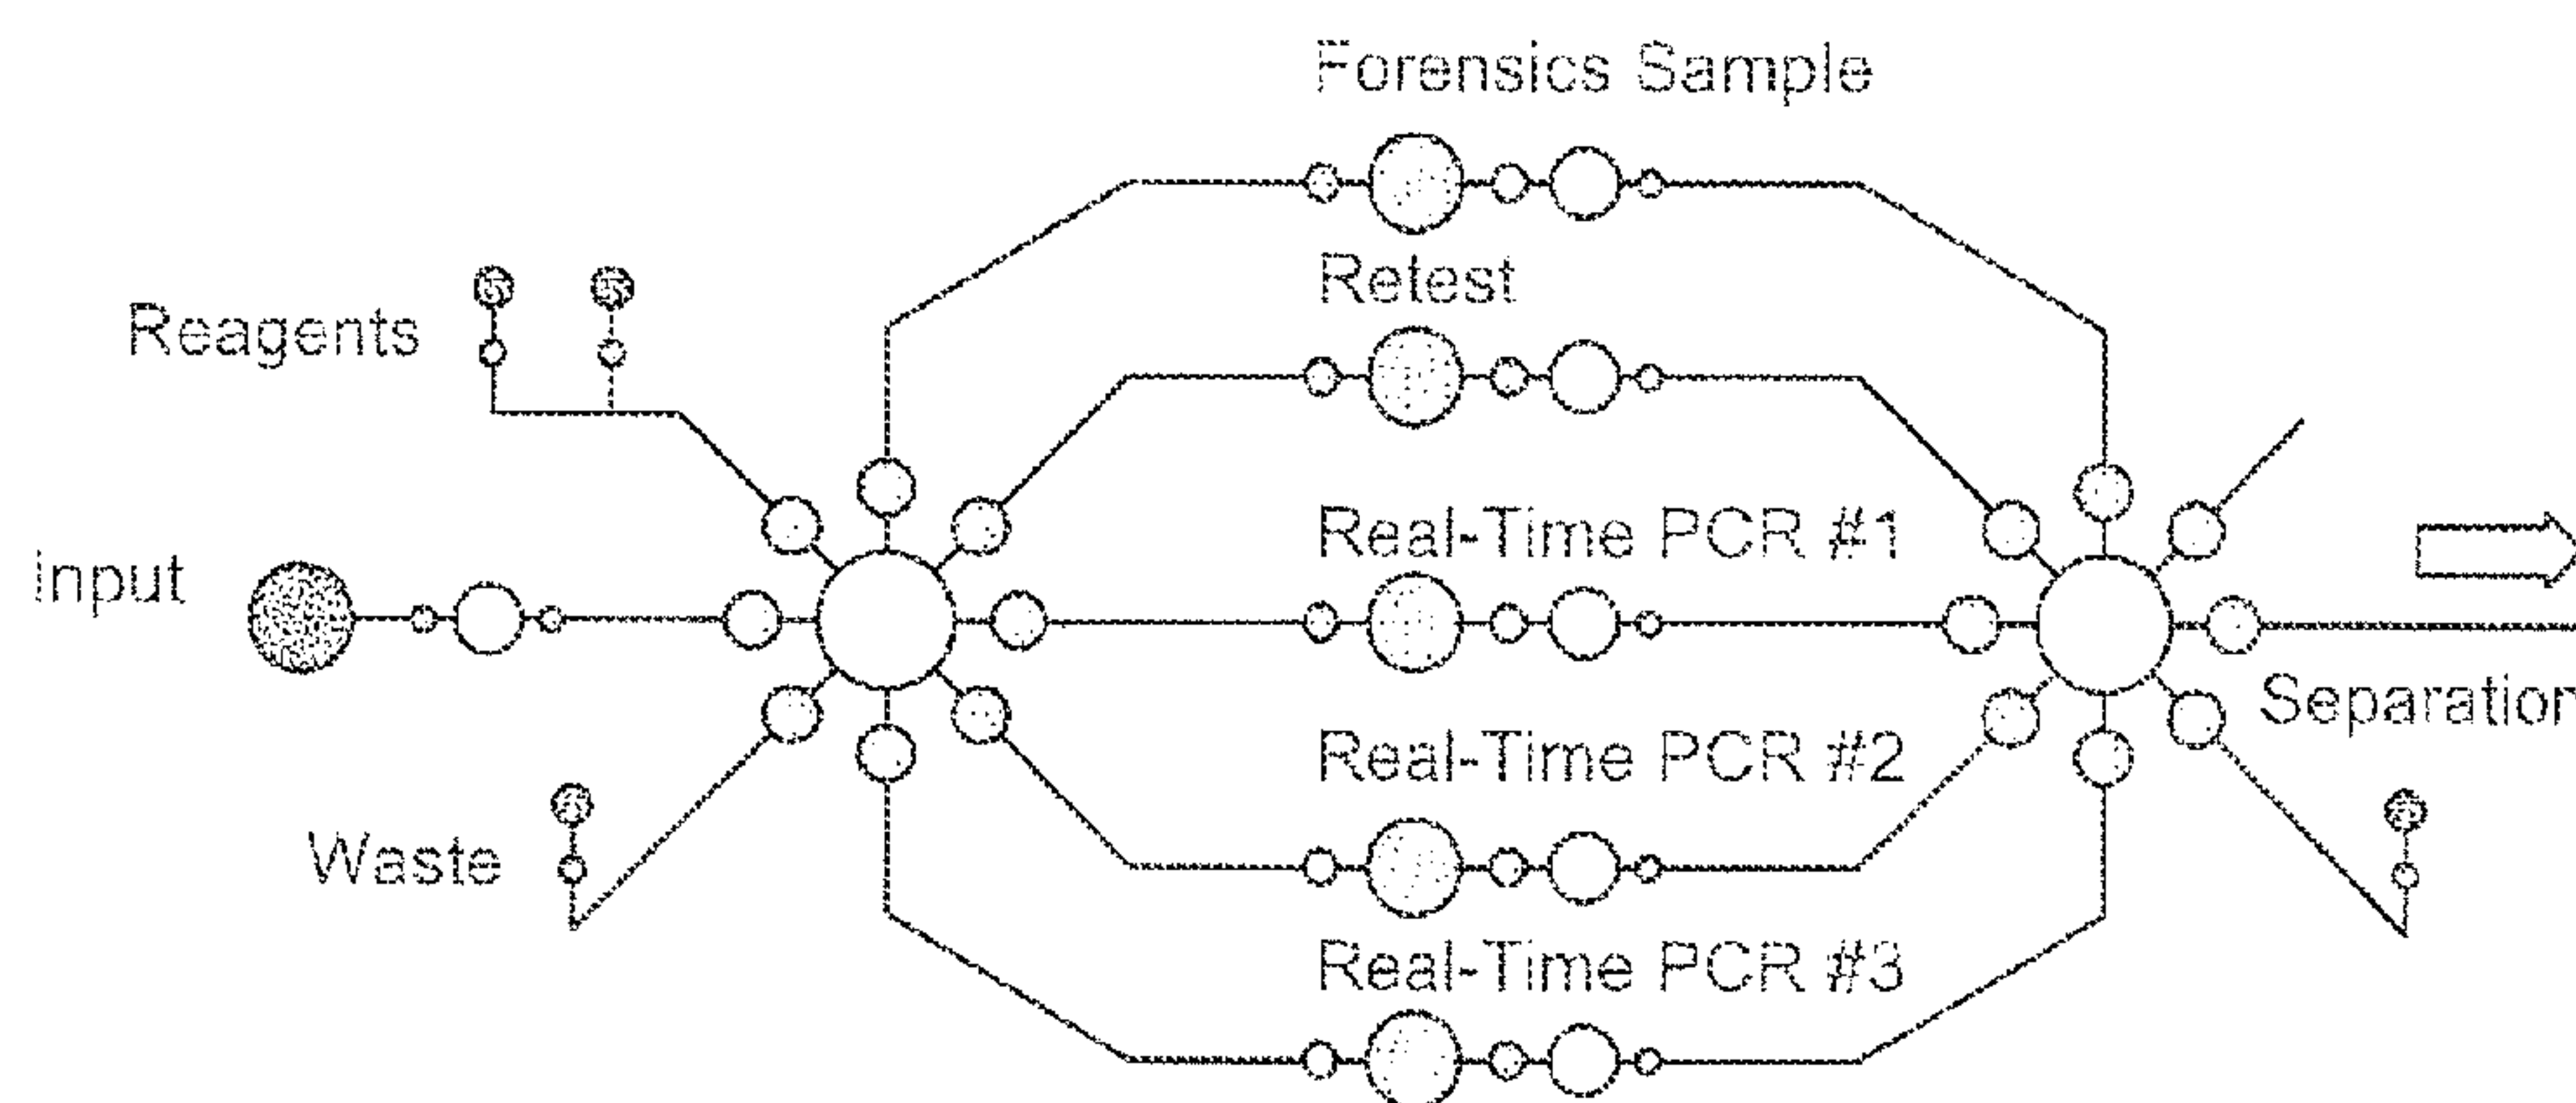 Forensics Sample
Retest
Reagents
Real-Time PCR #1
Input
Separation
Real-Time PCR #2
Waste
Real-Time PCR #3